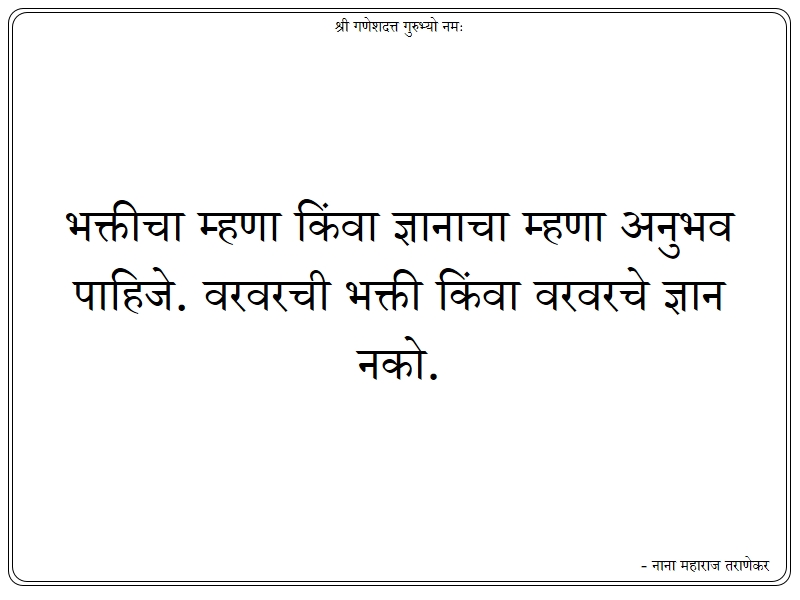 श्री गणेशदत्त गुरुभ्यो नमः
भक्तीचा म्हणा किंवा ज्ञानाचा म्हणा अनुभव
पाहिजे. वरवरची भक्ती किंवा वरवरचे ज्ञान
नको.
- नाना महाराज तराणेकर